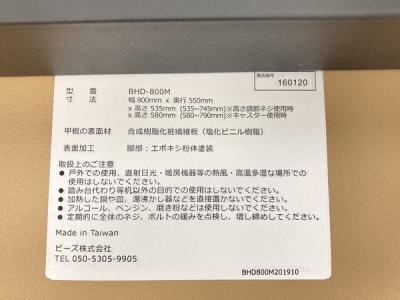 型　番　BHD-800M
製造番号
160120
寸　法　幅 800mm x 奥行 550mm
x 高さ 535mm (535~745mm)※高さ調節ネジ使用時
x 高さ 580mm (580~790mm)※キャスター使用時
甲板の表面材　合成樹脂化粧繊維板（塩化ビニル樹脂）
表面加工　脚部：エポキシ粉体塗装
取扱上のご注意
● 戸外での使用、直射日光・暖房機器等の熱風・高温多湿な場所での
使用はしないでください。
● 踏み台代わり等机以外の目的での使用はしないでください。
● 加熱した鍋や皿、湯沸かし器などを直接置かないでください。
● アルコール、ベンジン、磨き粉などは使用しないでください。
● 定期的に全体のネジ、ボルトの緩みを点検し、増し締めしてください。
Made in Taiwan
ビーズ株式会社
TEL 050-5305-9905
BHD800M201910